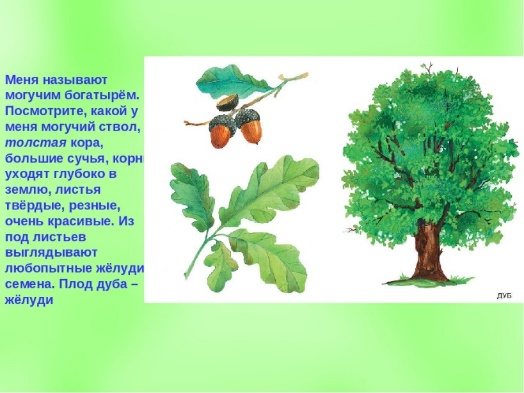 Меня называют
могучим богатырём.
Посмотрите, какой у
меня могучий ствол,
толстая кора,
большие сучья, корн
уходят глубоко в
землю, листья
твёрдые, резные,
очень красивые. Из
под листьев
выглядывают
любопытные жёлуди
семена. Плод дуба –
жёлуди
ДУБ